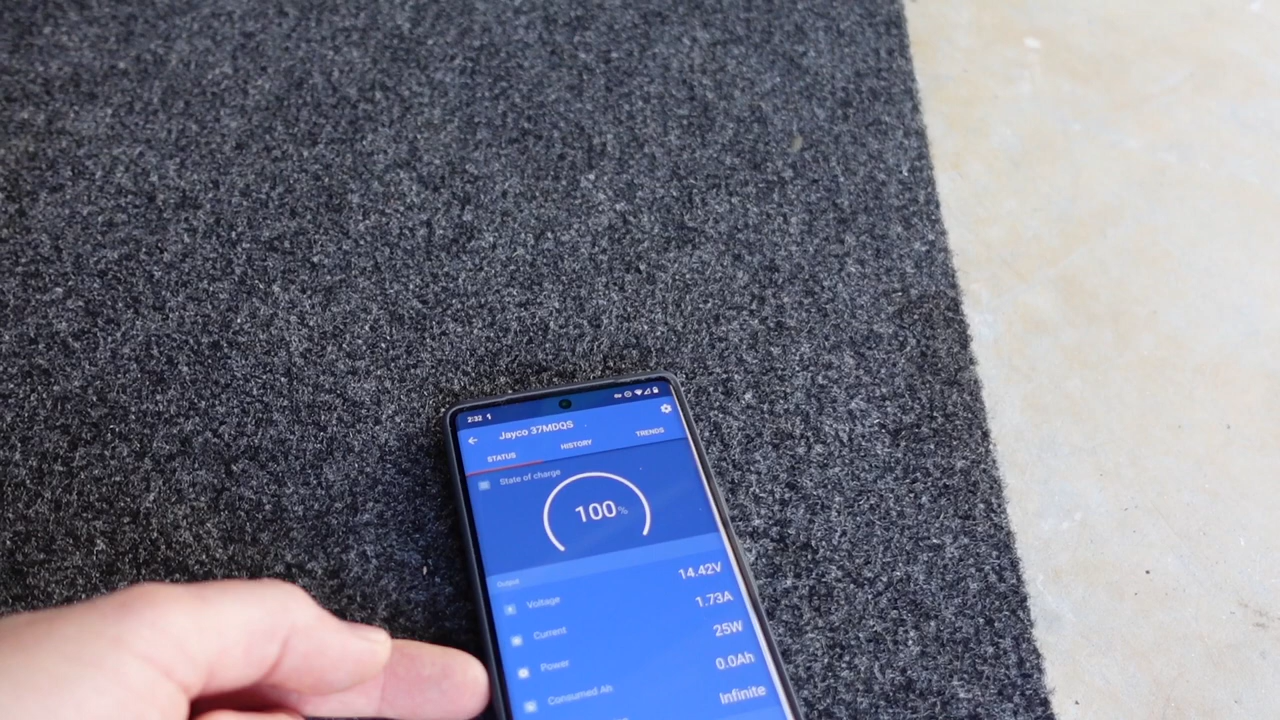 2:32
Jayco 37MDQS
STATUS HISTORY TRENDS
State of charge
100%
Output
Voltage 14.42V
Current 1.73A
Power 25W
Consumed Ah 0.0Ah
Infinite